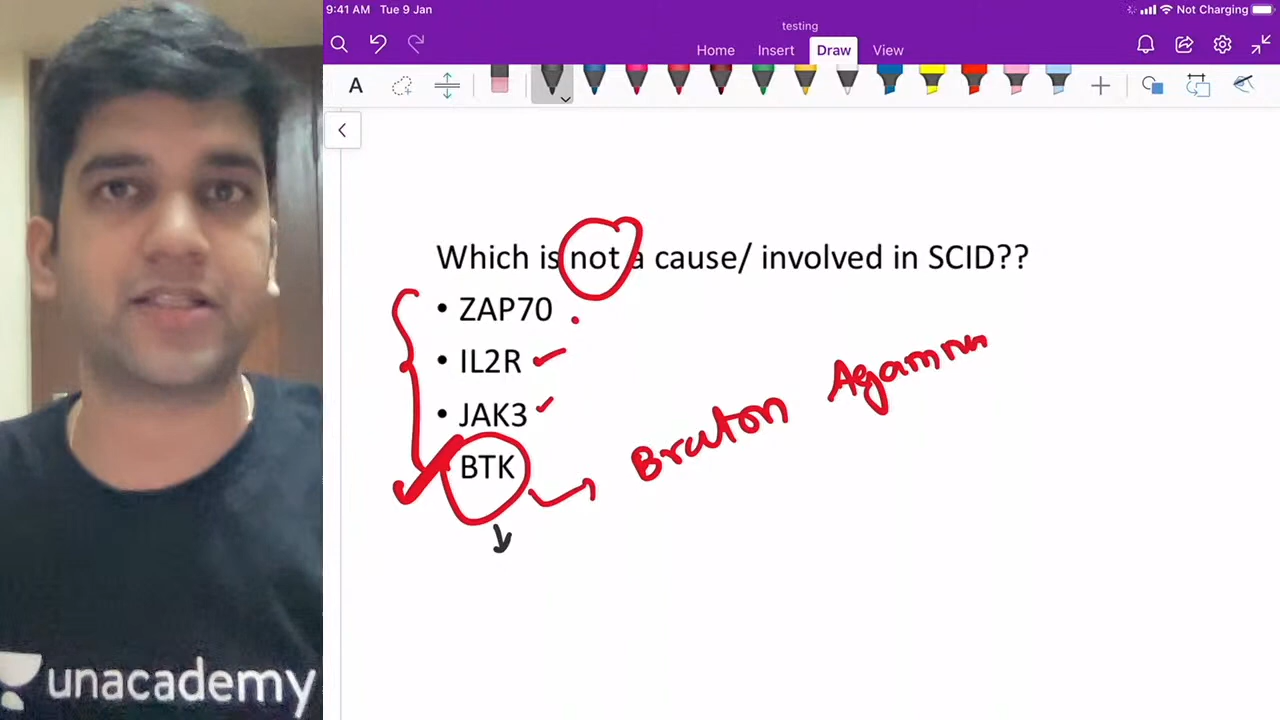 9:41 AM Tue 9 Jan
Not Charging
testing
Home Insert Draw View
A
Which is not a cause/ involved in SCID??
• ZAP70
• IL2R
• JAK3
• BTK
Bruton Agamma
unacademy